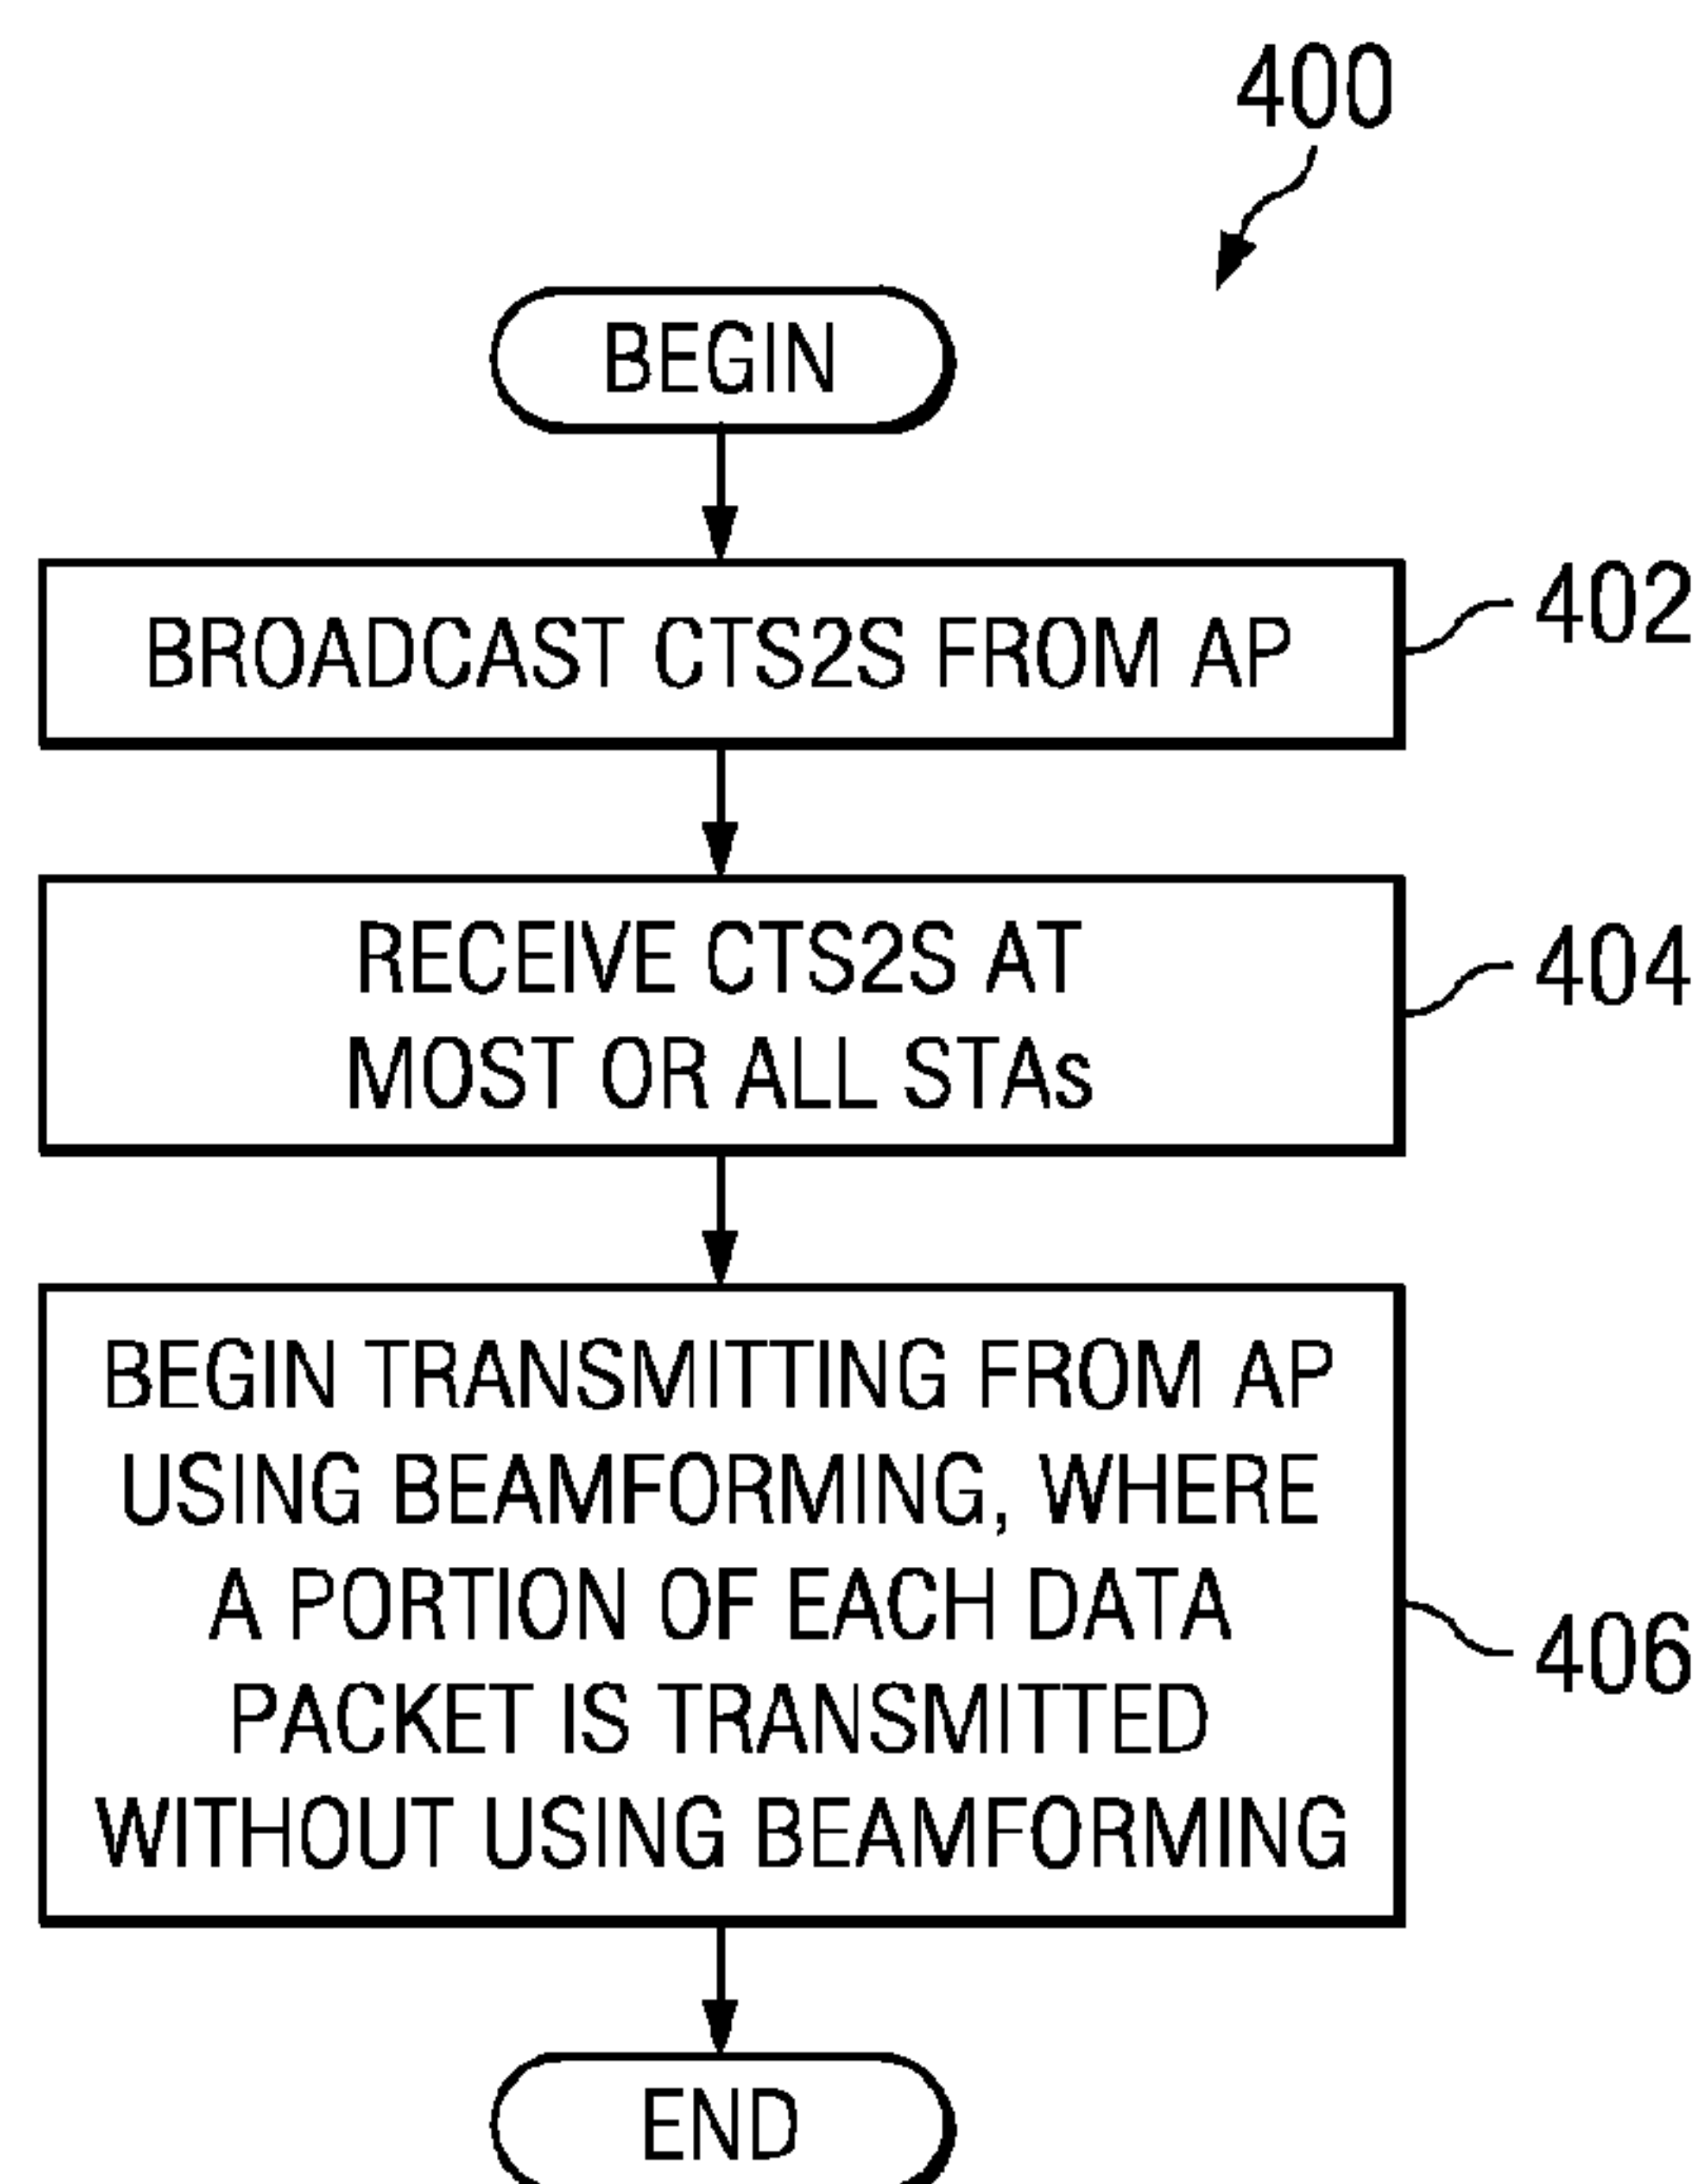 400
BEGIN
BROADCAST CTS2S FROM AP
402
RECEIVE CTS2S AT
MOST OR ALL STAs
404
BEGIN TRANSMITTING FROM AP
USING BEAMFORMING, WHERE
A PORTION OF EACH DATA
PACKET IS TRANSMITTED
WITHOUT USING BEAMFORMING
406
END